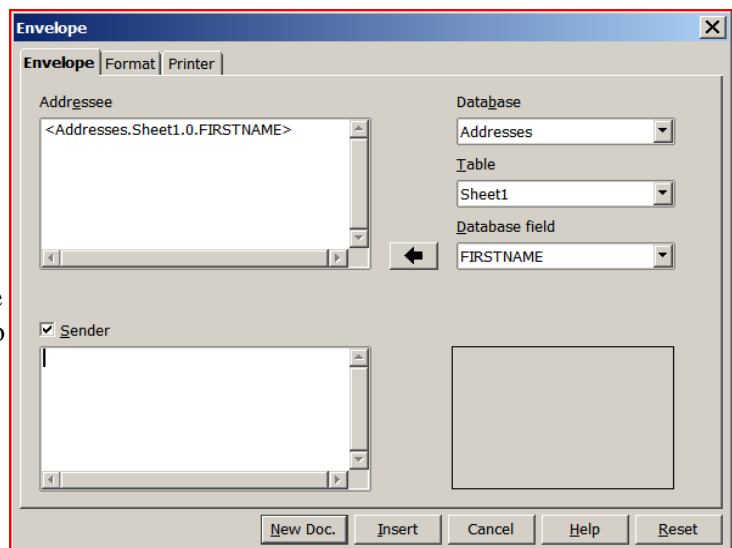 Envelope
Envelope Format Printer
Addressee
<Addresses.Sheet1.0.FIRSTNAME>
Database
Addresses
Table
Sheet1
Database field
FIRSTNAME
Sender
New Doc. Insert Cancel Help Reset